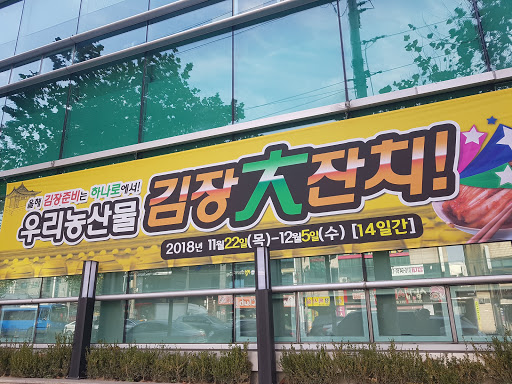 올해 김장준비는 하나로에서!
우리농산물 김장大잔치!
2018년 11월22일(목)-12월5일(수) [14일간]